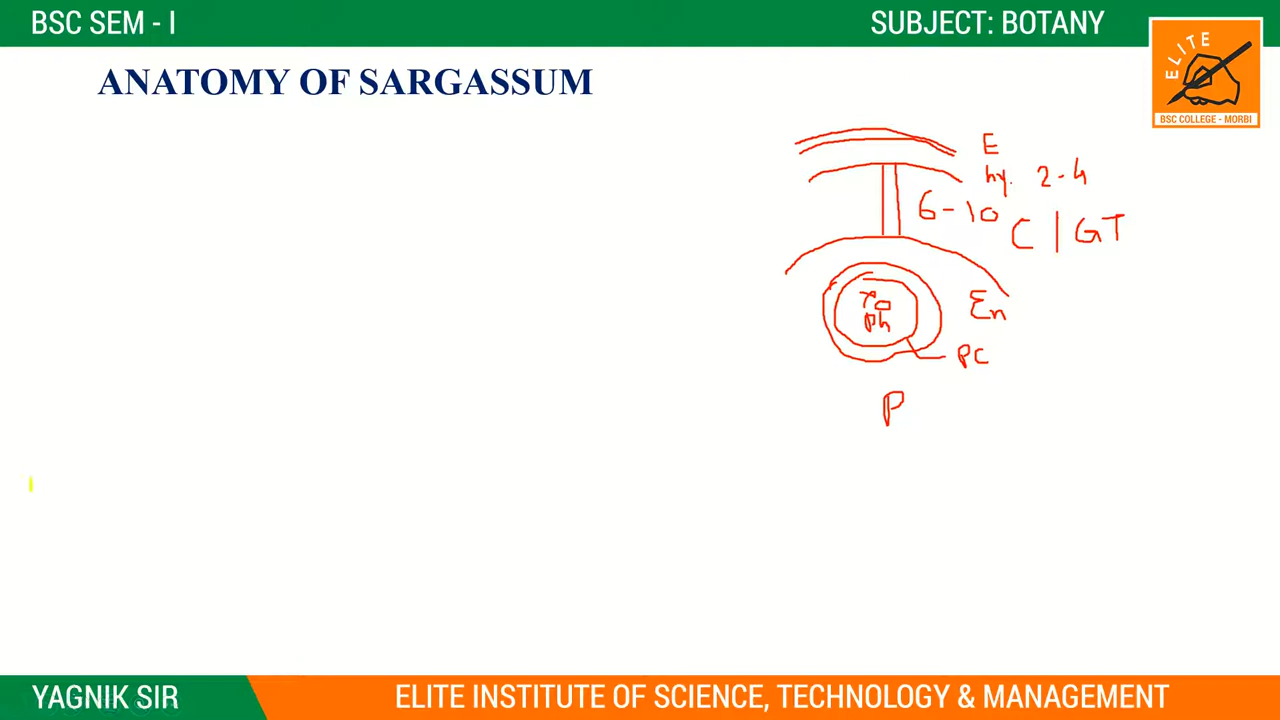 BSC SEM - I
SUBJECT: BOTANY
ANATOMY OF SARGASSUM
ELITE
BSC COLLEGE - MORBI
E
hy. 2-4
6-10
C | GT
En
ph
PC
P
YAGNIK SIR
ELITE INSTITUTE OF SCIENCE, TECHNOLOGY & MANAGEMENT